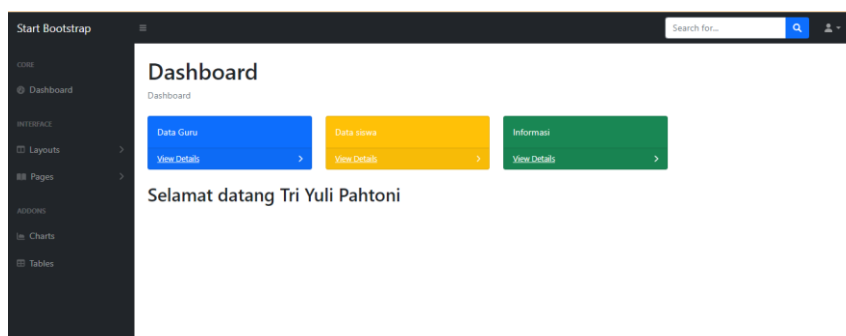 Start Bootstrap
Search for...
CORE
Dashboard
INTERFACE
Layouts
Pages
ADDONS
Charts
Tables
Dashboard
Dashboard
Data Guru
View Details
Data siswa
View Details
Informasi
View Details
Selamat datang Tri Yuli Pahtoni